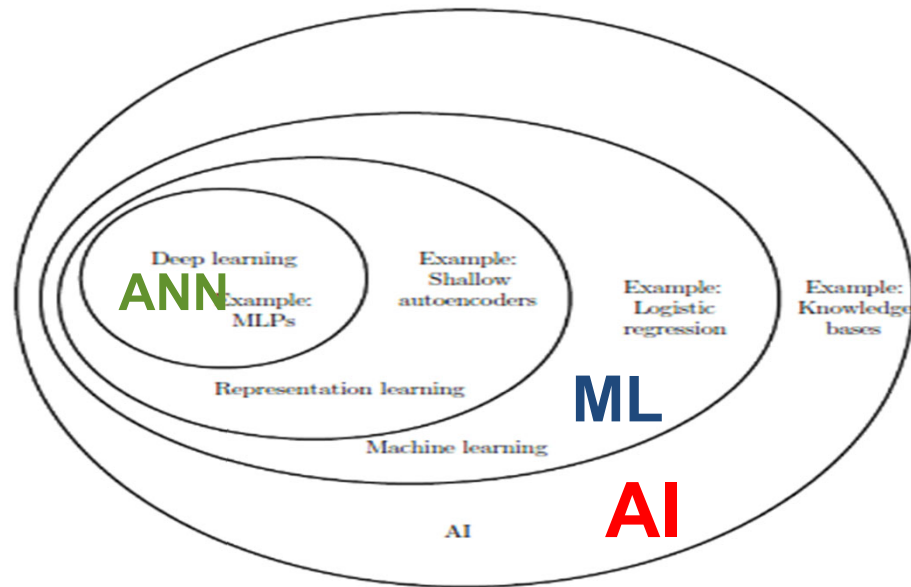 Deep learning
ANN
Example:
MLPs
Example:
Shallow
autoencoders
Example:
Logistic
regression
Example:
Knowledge
bases
Representation learning
ML
Machine learning
AI
AI